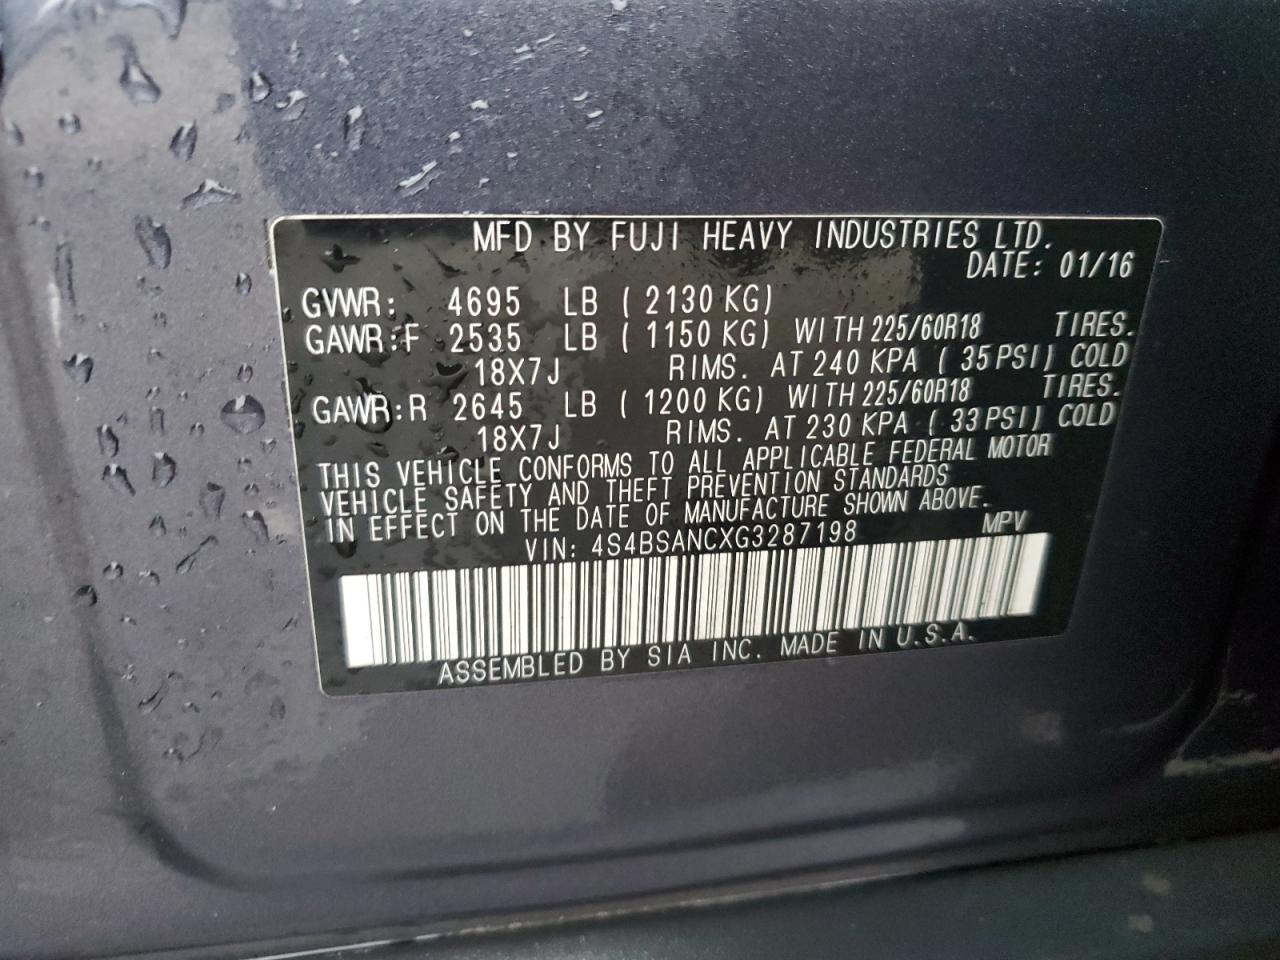 MFD BY FUJI HEAVY INDUSTRIES LTD.
DATE: 01/16
GVWR: 4695 LB ( 2130 KG)
GAWR:F 2535 LB ( 1150 KG) WITH 225/60R18 TIRES.
18X7J RIMS. AT 240 KPA ( 35 PSI) COLD
GAWR:R 2645 LB ( 1200 KG) WITH 225/60R18 TIRES.
18X7J RIMS. AT 230 KPA ( 33 PSI) COLD
THIS VEHICLE CONFORMS TO ALL APPLICABLE FEDERAL MOTOR
VEHICLE SAFETY AND THEFT PREVENTION STANDARDS
IN EFFECT ON THE DATE OF MANUFACTURE SHOWN ABOVE.
VIN: 4S4BSANCXG3287198 MPV
ASSEMBLED BY SIA INC. MADE IN U.S.A.